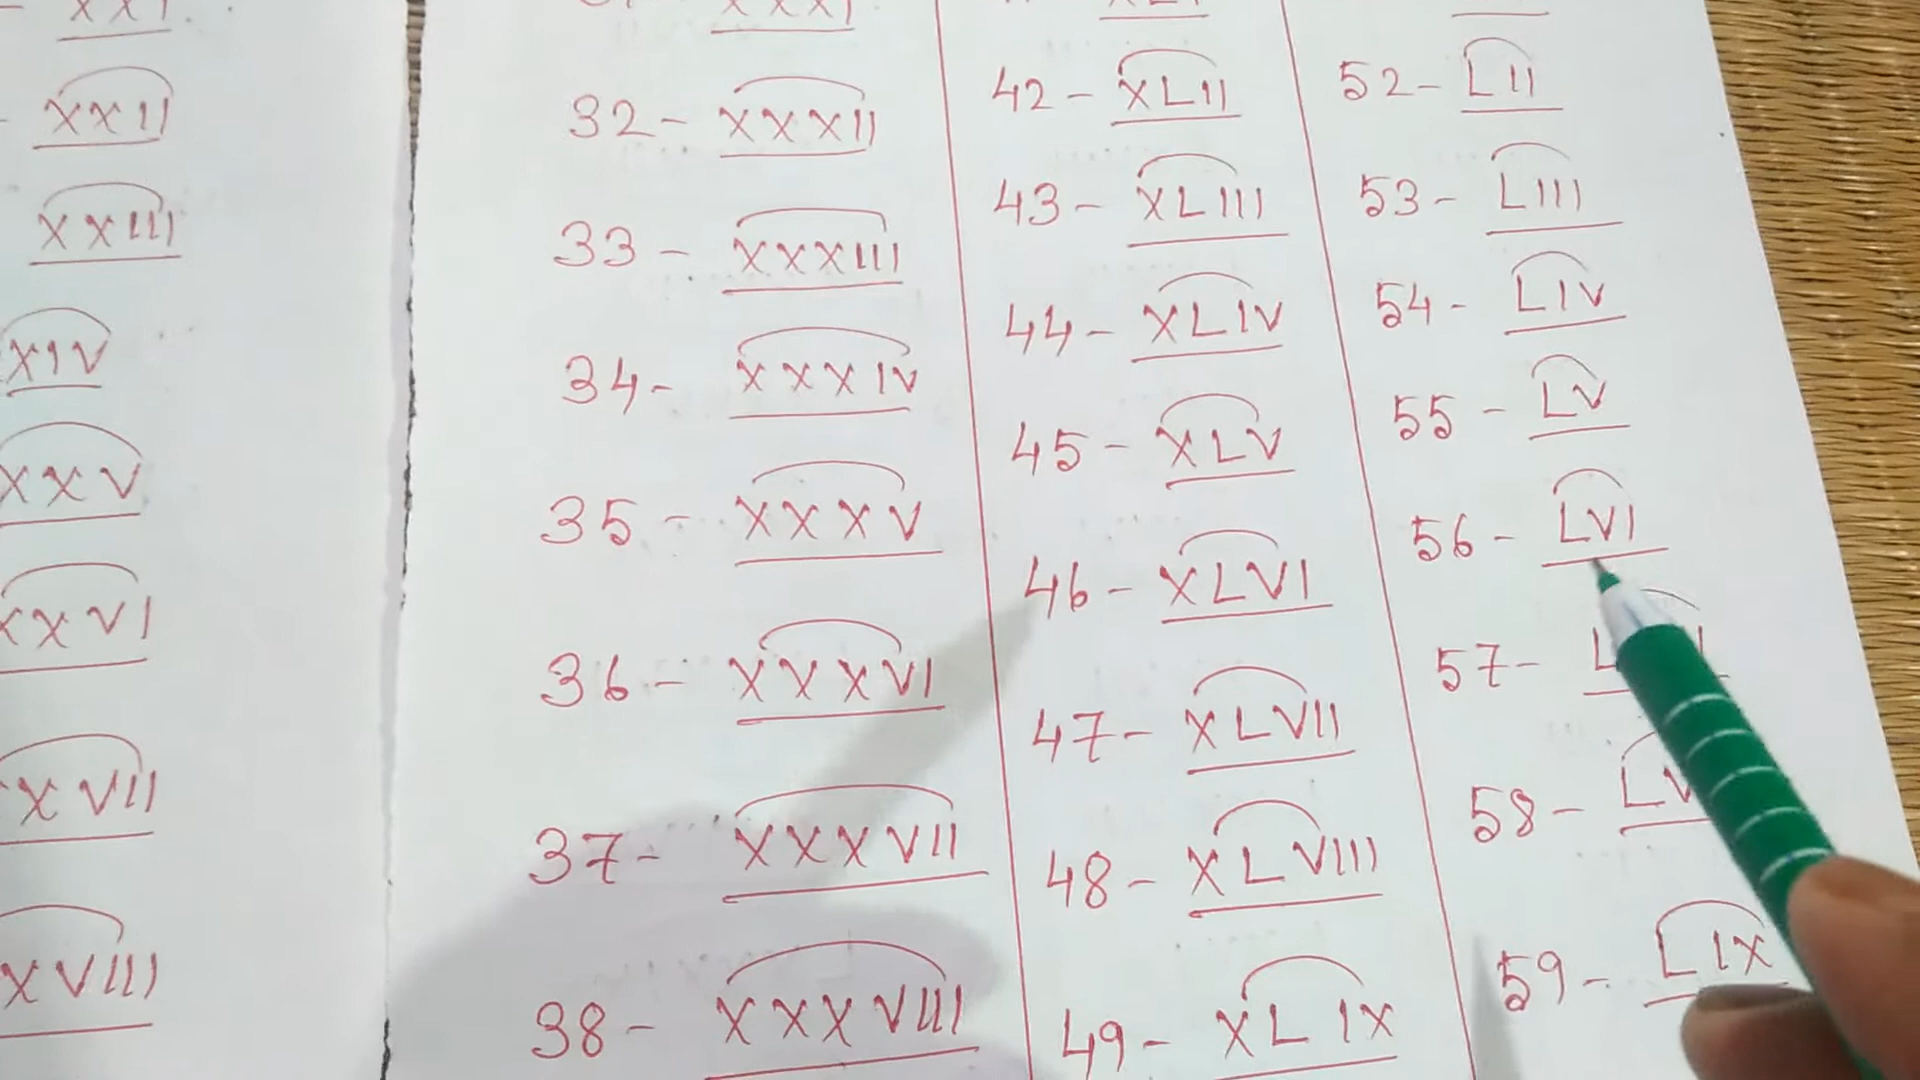 XXII
XXIII
XIV
XXV
XXVI
XVII
XVIII
32 - XXXII
33 - XXXIII
34 - XXXIV
35 - XXXV
36 - XXXVI
37 - XXXVII
38 - XXXVIII
42 - XLII
43 - XLIII
44 - XLIV
45 - XLV
46 - XLVI
47 - XLVII
48 - XLVIII
49 - XLIX
52 - LII
53 - LIII
54 - LIV
55 - LV
56 - LVI
57 -
58 -
59 - LIX